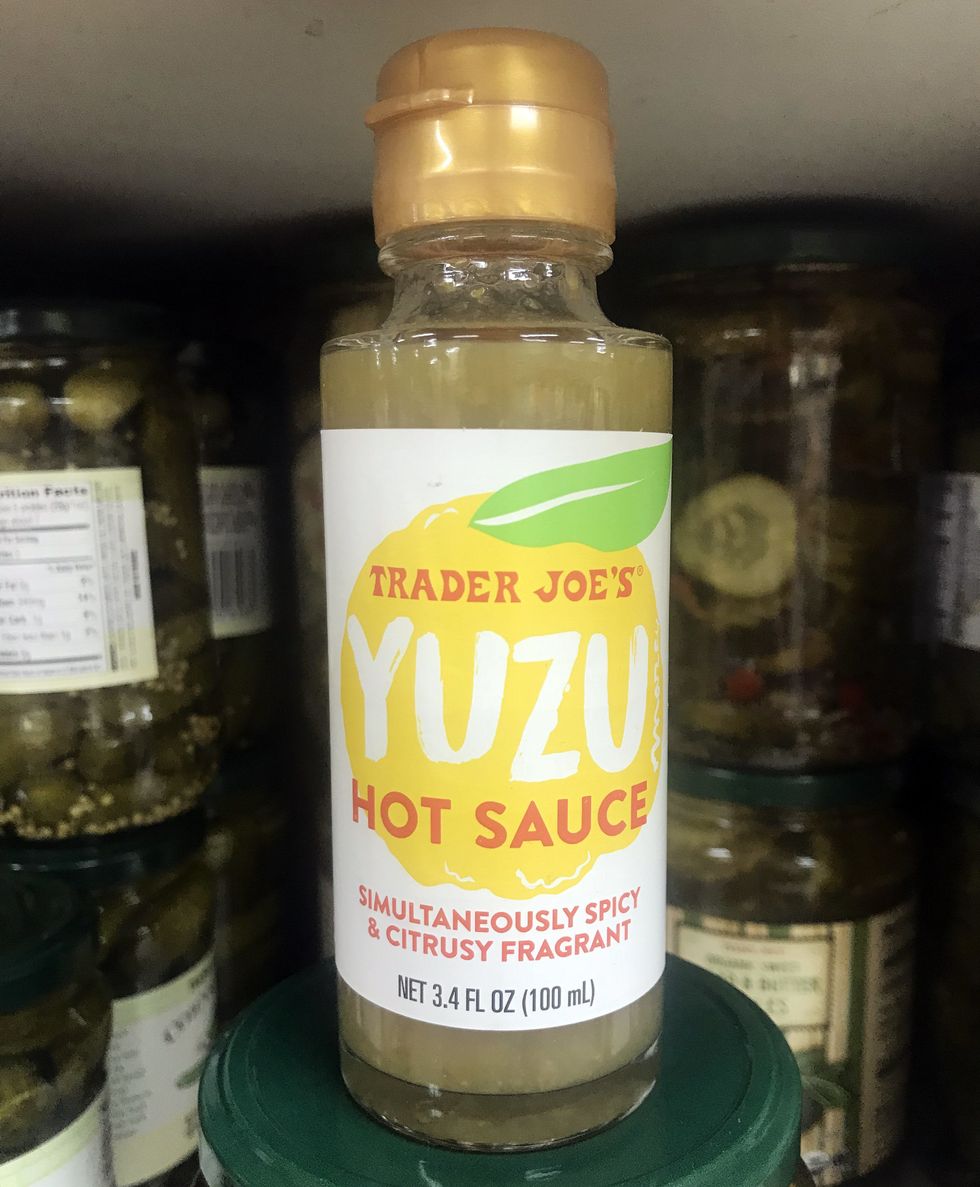 TRADER JOE'S®
YUZU
HOT SAUCE
SIMULTANEOUSLY SPICY
& CITRUSY FRAGRANT
NET 3.4 FL OZ (100 mL)